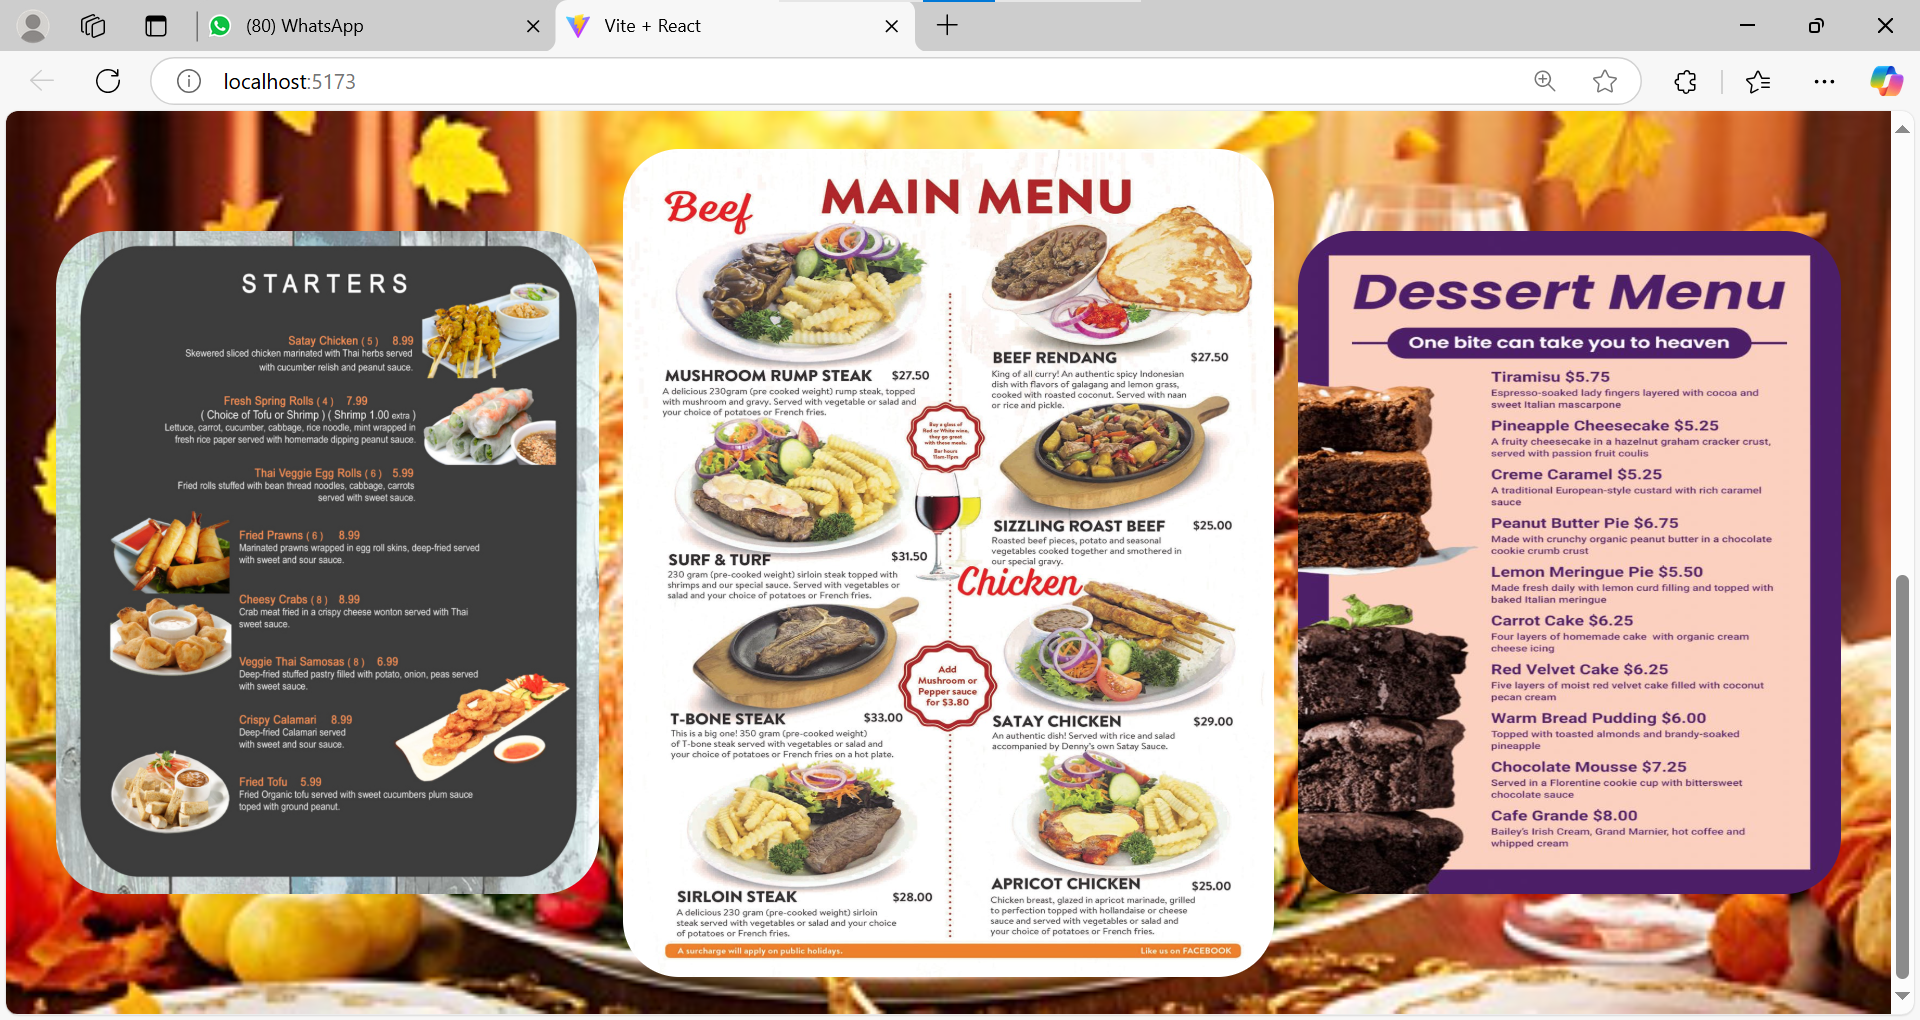 (80) WhatsApp
Vite + React
localhost:5173
STARTERS
Satay Chicken ( 5 ) 8.99
Skewered sliced chicken marinated with Thai herbs served
with cucumber relish and peanut sauce.
Fresh Spring Rolls ( 4 ) 7.99
( Choice of Tofu or Shrimp ) ( Shrimp 1.00 extra )
Lettuce, carrot, cucumber, cabbage, rice noodle, mint wrapped in
fresh rice paper served with homemade dipping peanut sauce.
Thai Veggie Egg Rolls ( 6 ) 5.99
Fried rolls stuffed with bean thread noodles, cabbage, carrots
served with sweet sauce.
Fried Prawns ( 6 ) 8.99
Marinated prawns wrapped in egg roll skins, deep-fried served
with sweet and sour sauce.
Cheesy Crabs ( 8 ) 8.99
Crab meat fried in a crispy cheese wonton served with Thai
sweet sauce.
Veggie Thai Samosas ( 8 ) 6.99
Deep-fried stuffed pastry filled with potato, onion, peas served
with sweet sauce.
Crispy Calamari 8.99
Deep-fried Calamari served
with sweet and sour sauce.
Fried Tofu 5.99
Fried Organic tofu served with sweet cucumbers plum sauce
toped with ground peanut.
MAIN MENU
Beef
MUSHROOM RUMP STEAK $27.50
A delicious 230gram (pre cooked weight) rump steak, topped
with mushroom and gravy. Served with vegetable or salad and
your choice of potatoes or French fries.
SURF & TURF $31.50
230 gram (pre-cooked weight) sirloin steak topped with
shrimps and our special sauce. Served with vegetables or
salad and your choice of potatoes or French fries.
T-BONE STEAK $33.00
This is a big one! 350 gram (pre-cooked weight)
of T-bone steak served with vegetables or salad and
your choice of potatoes or French fries on a hot plate.
SIRLOIN STEAK $28.00
A delicious 230 gram (pre-cooked weight) sirloin
steak served with vegetables or salad and your choice
of potatoes or French fries.
Buy a glass of
Red or White wine,
they go great
with these meals.
Bar hours
11am-11pm
Add
Mushroom or
Pepper sauce
for $3.80
BEEF RENDANG $27.50
King of all curry! An authentic spicy Indonesian
dish with flavors of galagang and lemon grass,
cooked with roasted coconut. Served with naan
or rice and pickle.
SIZZLING ROAST BEEF $25.00
Roasted beef pieces, potato and seasonal
vegetables cooked together and smothered in
our special gravy.
Chicken
SATAY CHICKEN $29.00
An authentic dish! Served with rice and salad
accompanied by Denny's own Satay Sauce.
APRICOT CHICKEN $25.00
Chicken breast, glazed in apricot marinade, grilled
to perfection topped with hollandaise or cheese
sauce and served with vegetables or salad and
your choice of potatoes or French fries.
A surcharge will apply on public holidays. Like us on FACEBOOK
Dessert Menu
One bite can take you to heaven
Tiramisu $5.75
Espresso-soaked lady fingers layered with cocoa and
sweet Italian mascarpone
Pineapple Cheesecake $5.25
A fruity cheesecake in a hazelnut graham cracker crust,
served with passion fruit coulis
Creme Caramel $5.25
A traditional European-style custard with rich caramel
sauce
Peanut Butter Pie $6.75
Made with crunchy organic peanut butter in a chocolate
cookie crumb crust
Lemon Meringue Pie $5.50
Made fresh daily with lemon curd filling and topped with
baked Italian meringue
Carrot Cake $6.25
Four layers of homemade cake with organic cream
cheese icing
Red Velvet Cake $6.25
Five layers of moist red velvet cake filled with coconut
pecan cream
Warm Bread Pudding $6.00
Topped with toasted almonds and brandy-soaked
pineapple
Chocolate Mousse $7.25
Served in a Florentine cookie cup with bittersweet
chocolate sauce
Cafe Grande $8.00
Bailey's Irish Cream, Grand Marnier, hot coffee and
whipped cream